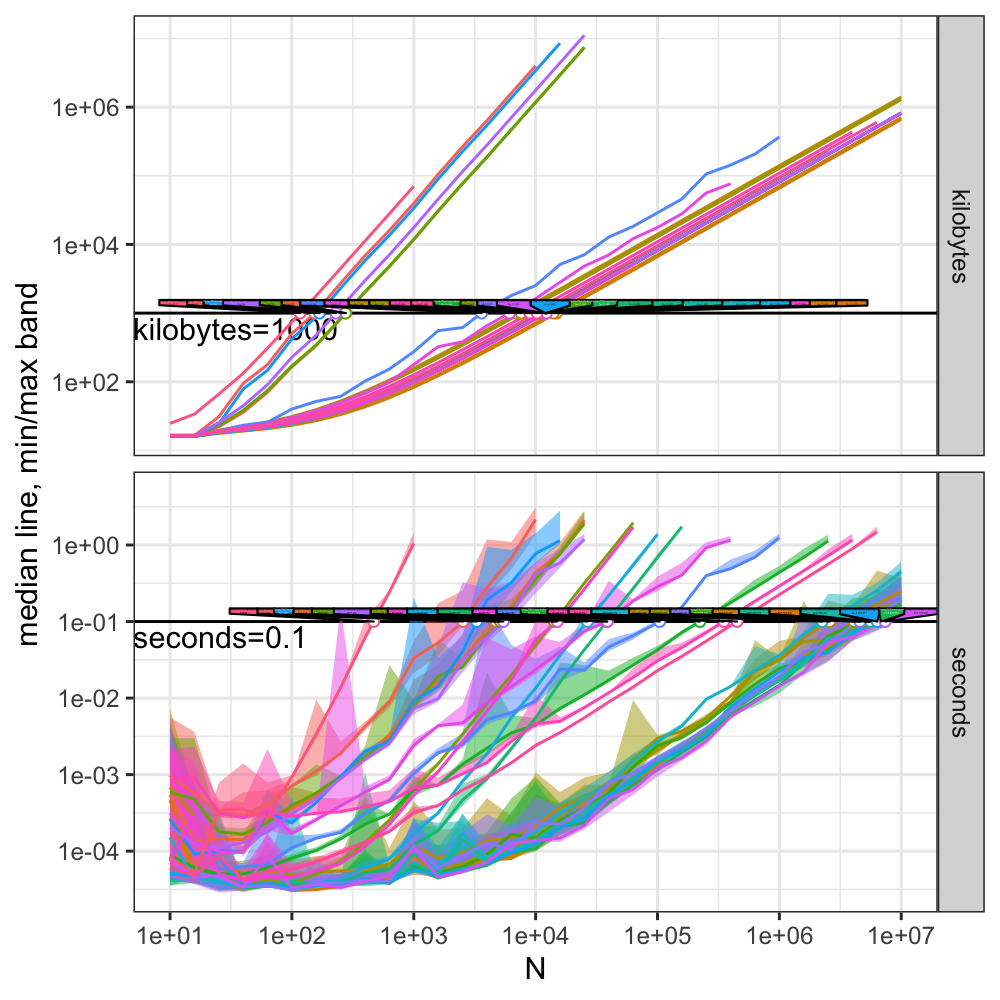 median line, min/max band
1e+06
1e+04
1e+02
kilobytes=1000
kilobytes
1e+00
1e-01
1e-02
1e-03
1e-04
seconds=0.1
seconds
1e+01
1e+02
1e+03
1e+04
1e+05
1e+06
1e+07
N